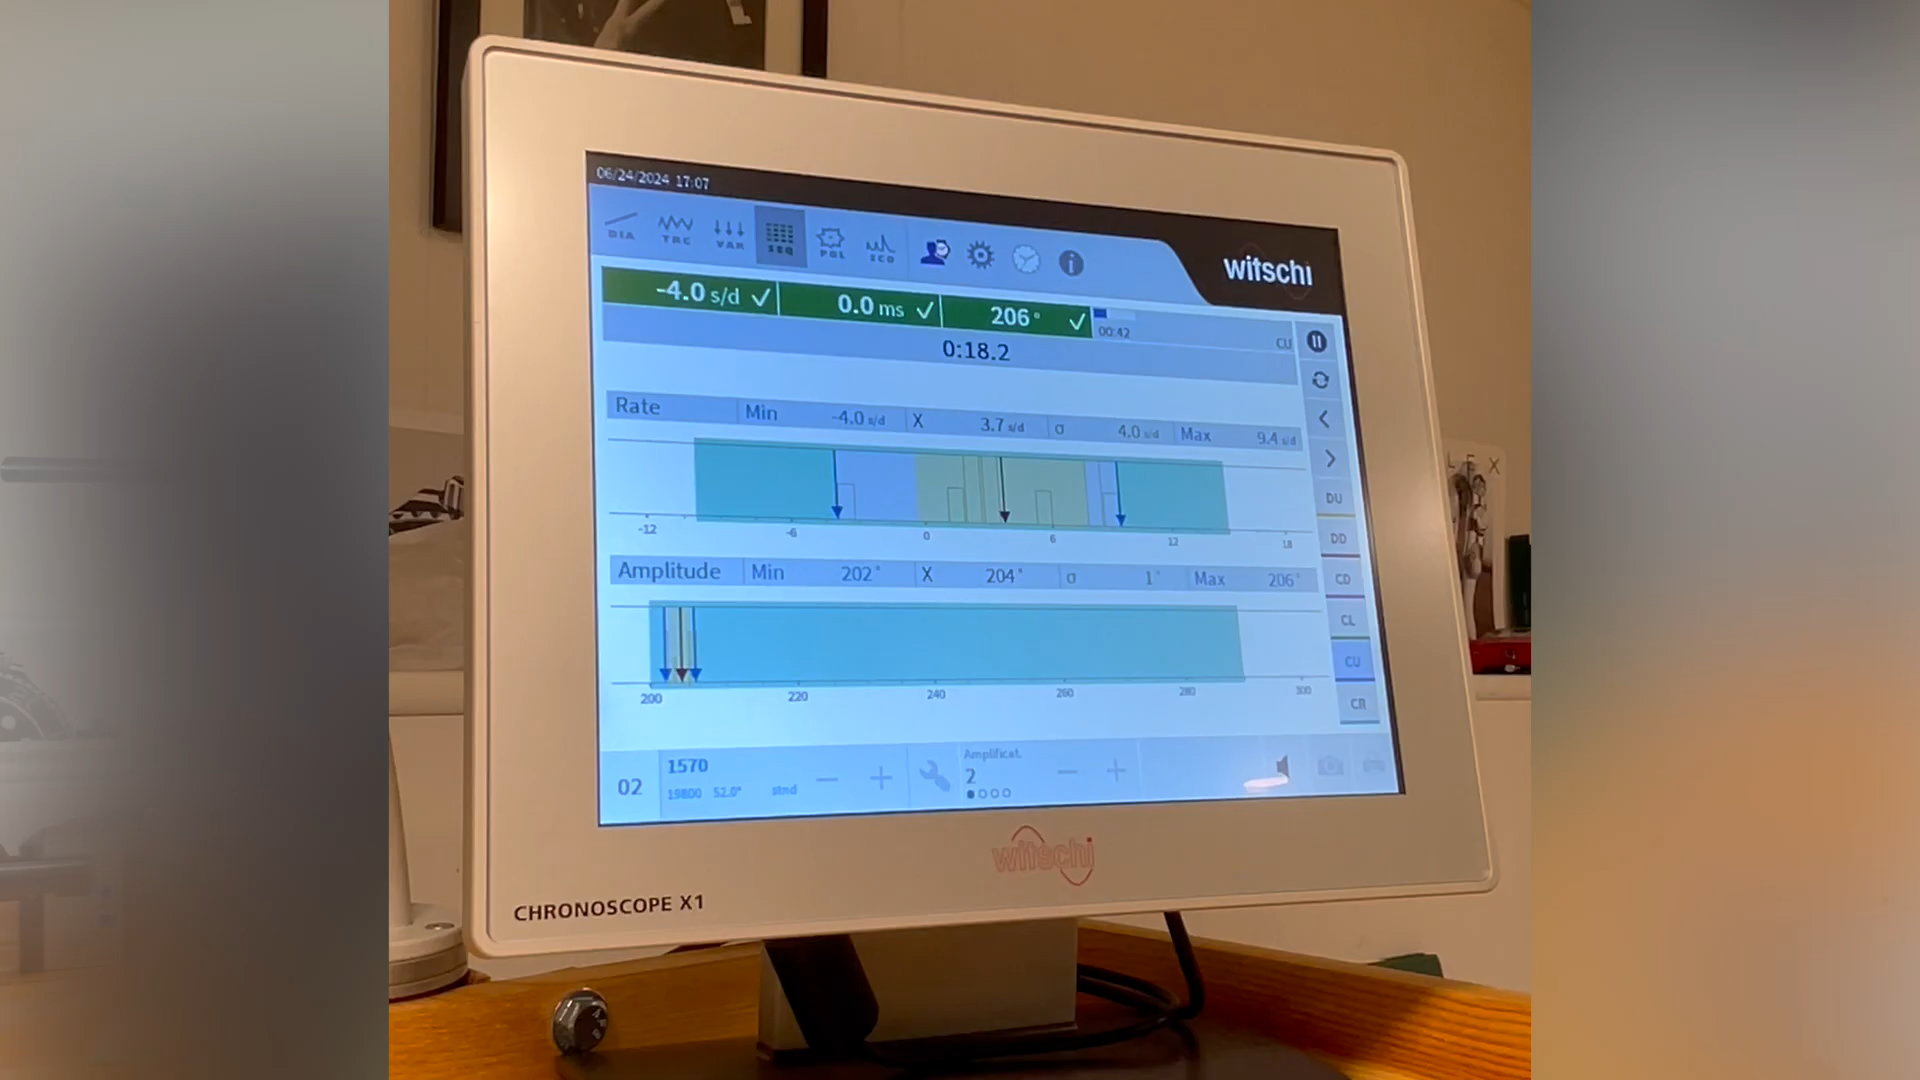 06/24/2024 17:07
DIA TRC VAR SEQ POL SCO
witschi
-4.0 s/d 0.0 ms 206°
00:42
CU
0:18.2
Rate Min -4.0 s/d X 3.7 s/d σ 4.0 s/d Max 9.4 s/d
-12 -6 0 6 12 18
DU
DD
Amplitude Min 202° X 204° σ 1° Max 206°
CD
CL
CU
200 220 240 260 280 300
CR
02 1570
19800 52.0° stnd
Amplificat.
2
witschi
CHRONOSCOPE X1
L E X